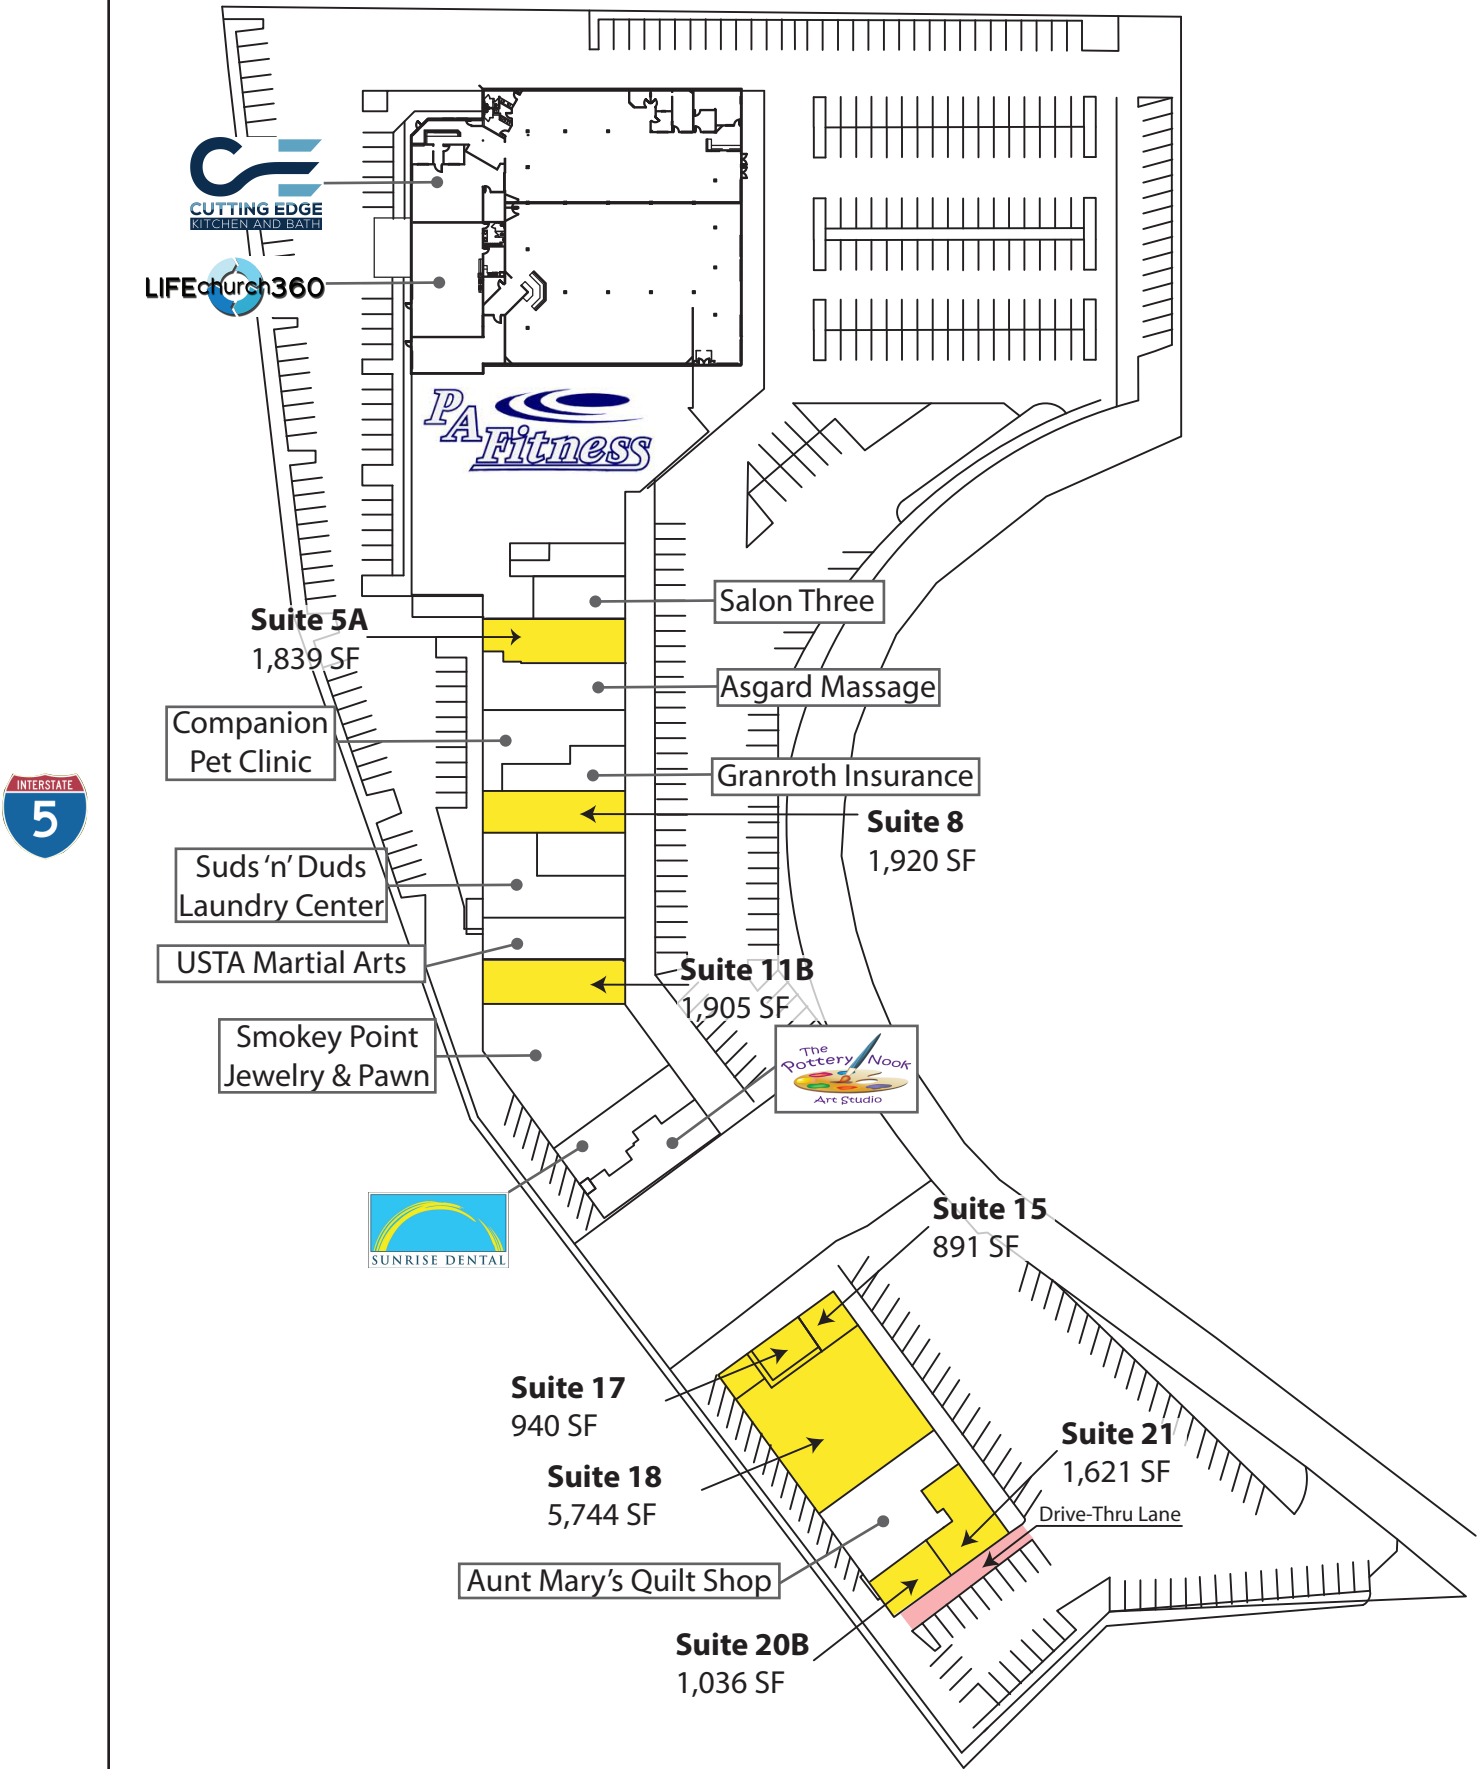 CUTTING EDGE
KITCHEN AND BATH
LIFEchurch360
PA Fitness
Salon Three
Suite 5A
1,839 SF
Asgard Massage
Companion
Pet Clinic
Granroth Insurance
INTERSTATE
5
Suite 8
1,920 SF
Suds ‘n’ Duds
Laundry Center
USTA Martial Arts
Suite 11B
1,905 SF
Smokey Point
Jewelry & Pawn
The
Pottery Nook
Art Studio
SUNRISE DENTAL
Suite 15
891 SF
Suite 17
940 SF
Suite 21
1,621 SF
Suite 18
5,744 SF
Drive-Thru Lane
Aunt Mary’s Quilt Shop
Suite 20B
1,036 SF